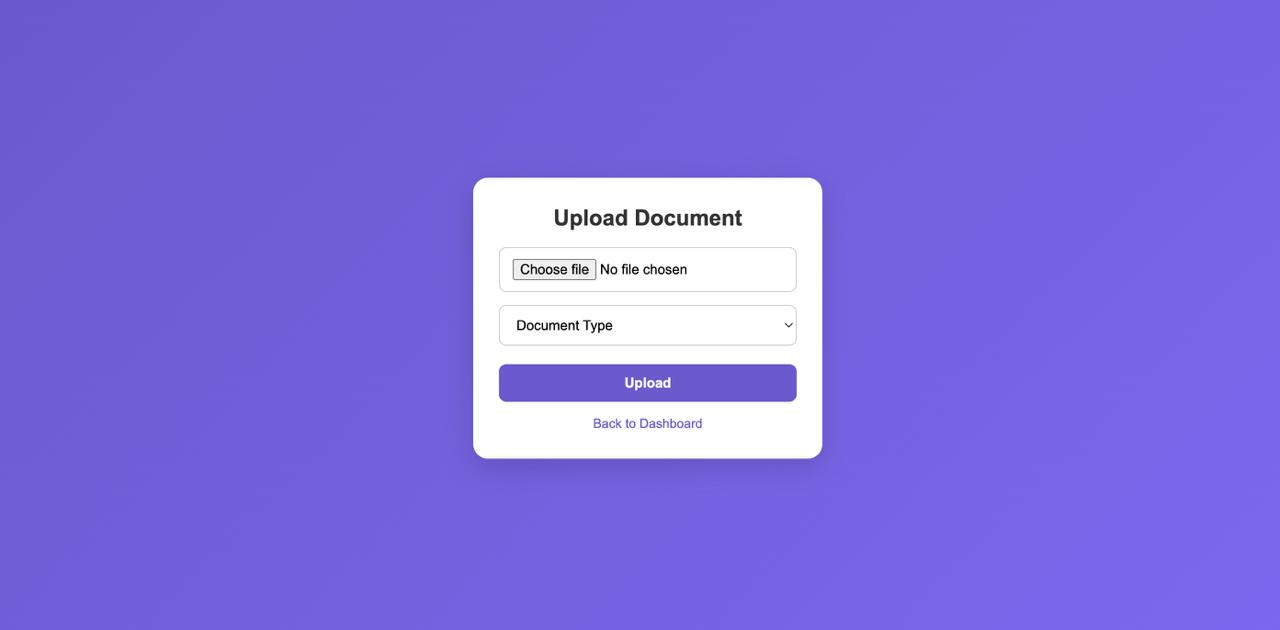 Upload Document
Choose file No file chosen
Document Type
Upload
Back to Dashboard